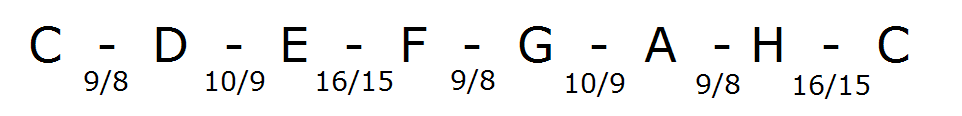 C - D - E - F - G - A - H - C
9/8 10/9 16/15 9/8 10/9 9/8 16/15